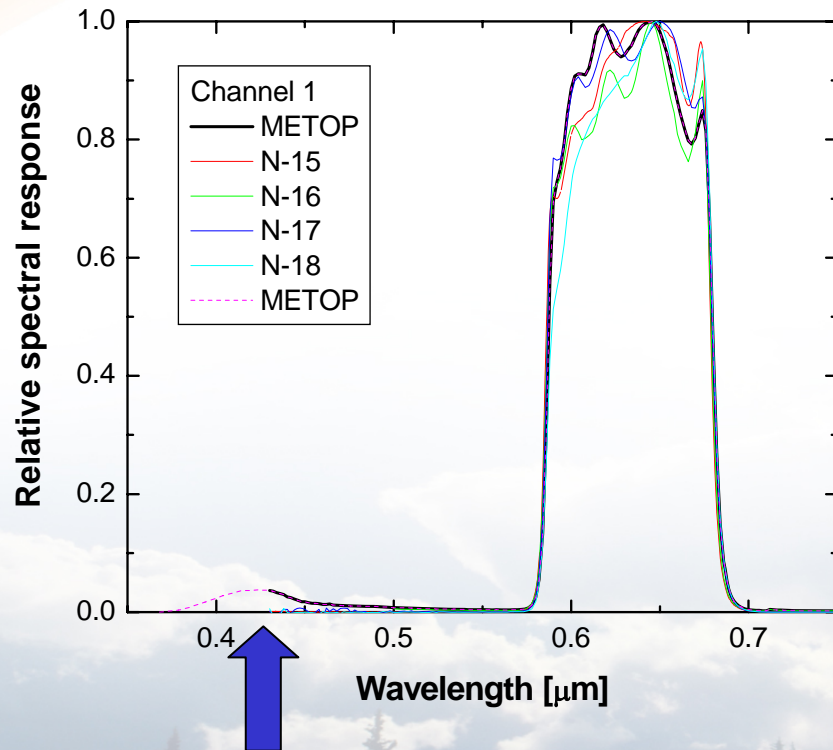 1.0
0.8
0.6
0.4
0.2
0.0
Relative spectral response
Channel 1
METOP
N-15
N-16
N-17
N-18
METOP
0.4
0.5
0.6
0.7
Wavelength [μm]